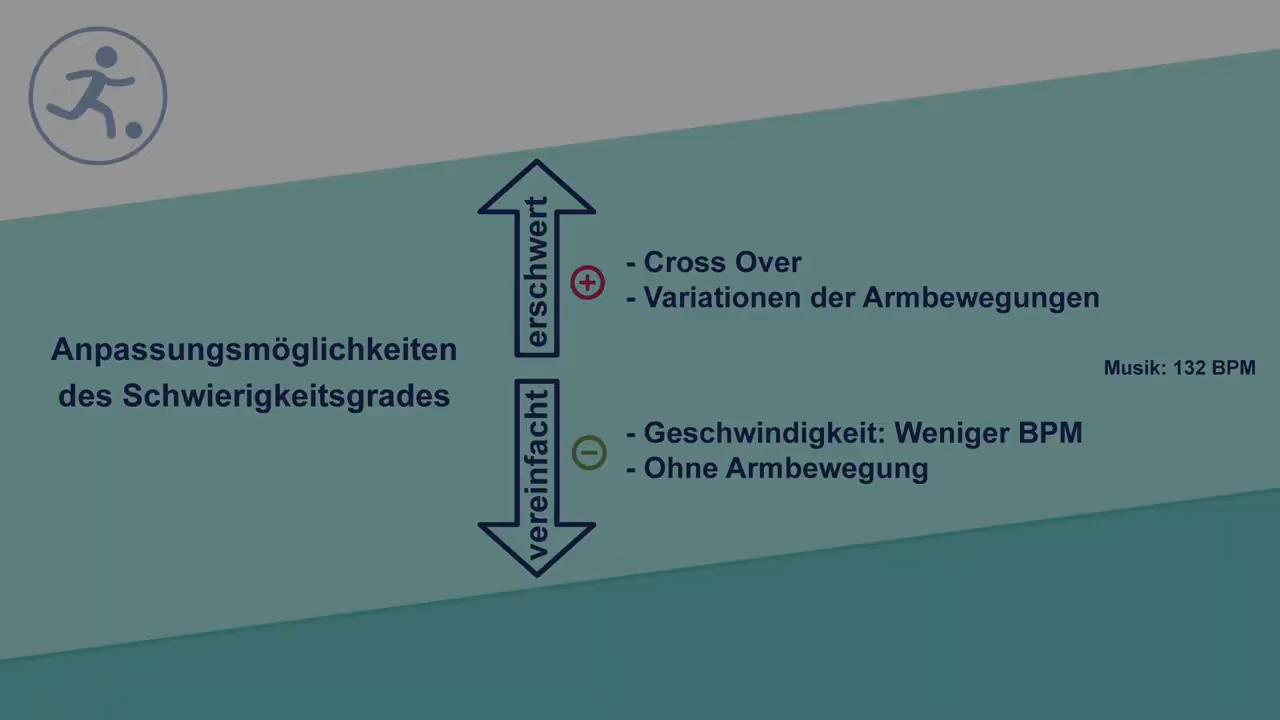 Anpassungsmöglichkeiten
des Schwierigkeitsgrades
erschwert
- Cross Over
- Variationen der Armbewegungen
Musik: 132 BPM
vereinfacht
- Geschwindigkeit: Weniger BPM
- Ohne Armbewegung